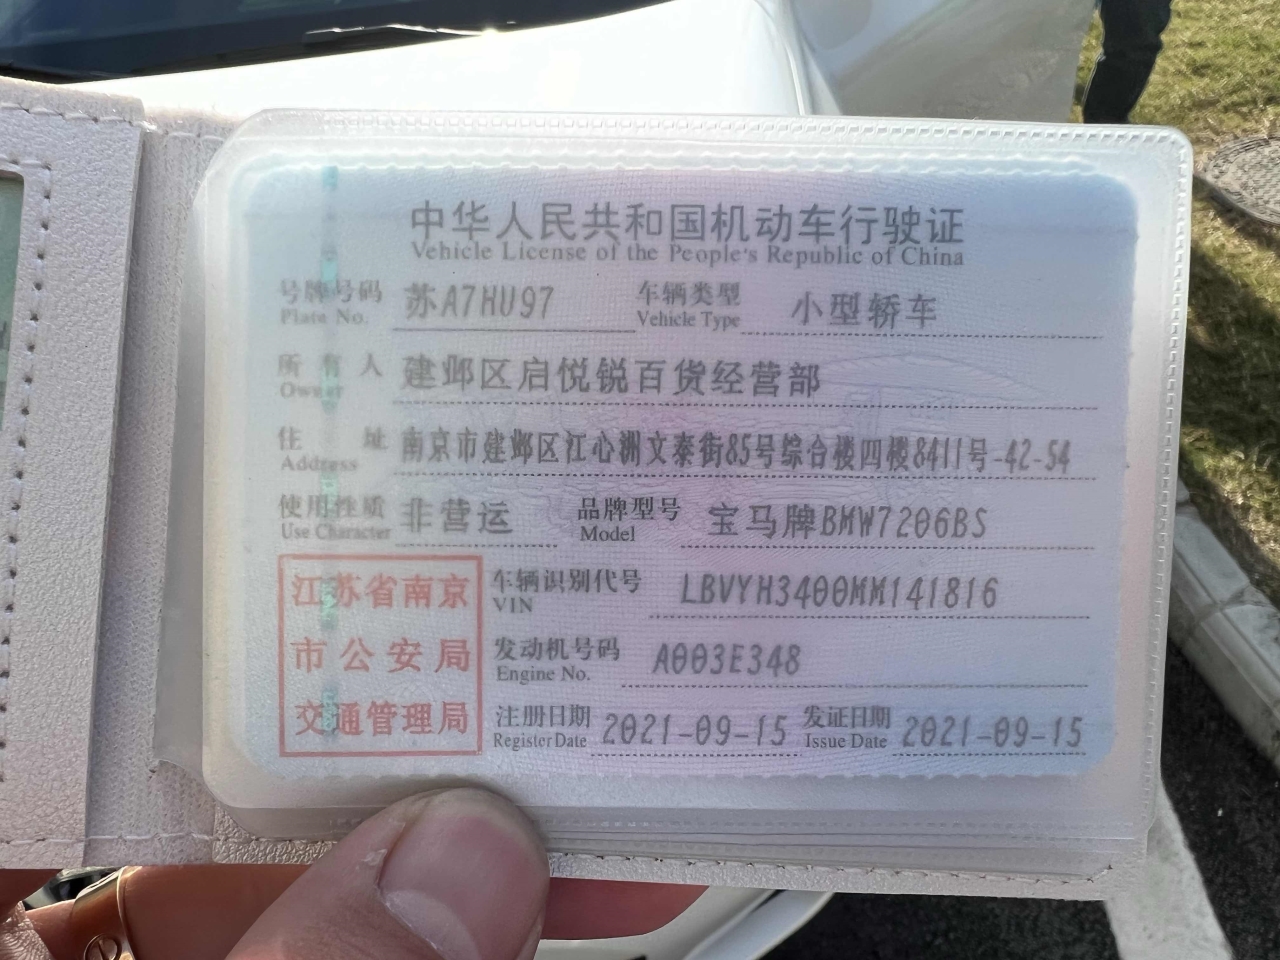 中华人民共和国机动车行驶证
Vehicle License of the People's Republic of China
号牌号码 苏A7HU97 车辆类型 小型轿车
Plate No. Vehicle Type
所有人 建邺区启悦锐百货经营部
Owner
住址 南京市建邺区江心洲文泰街85号综合楼四楼8411号-42-54
Address
使用性质 非营运 品牌型号 宝马牌BMW7206BS
Use Character Model
江苏省南京
市公安局
交通管理局
车辆识别代号 LBVYH3400MM141816
VIN
发动机号码 A003E348
Engine No.
注册日期 2021-09-15 发证日期 2021-09-15
Register Date Issue Date